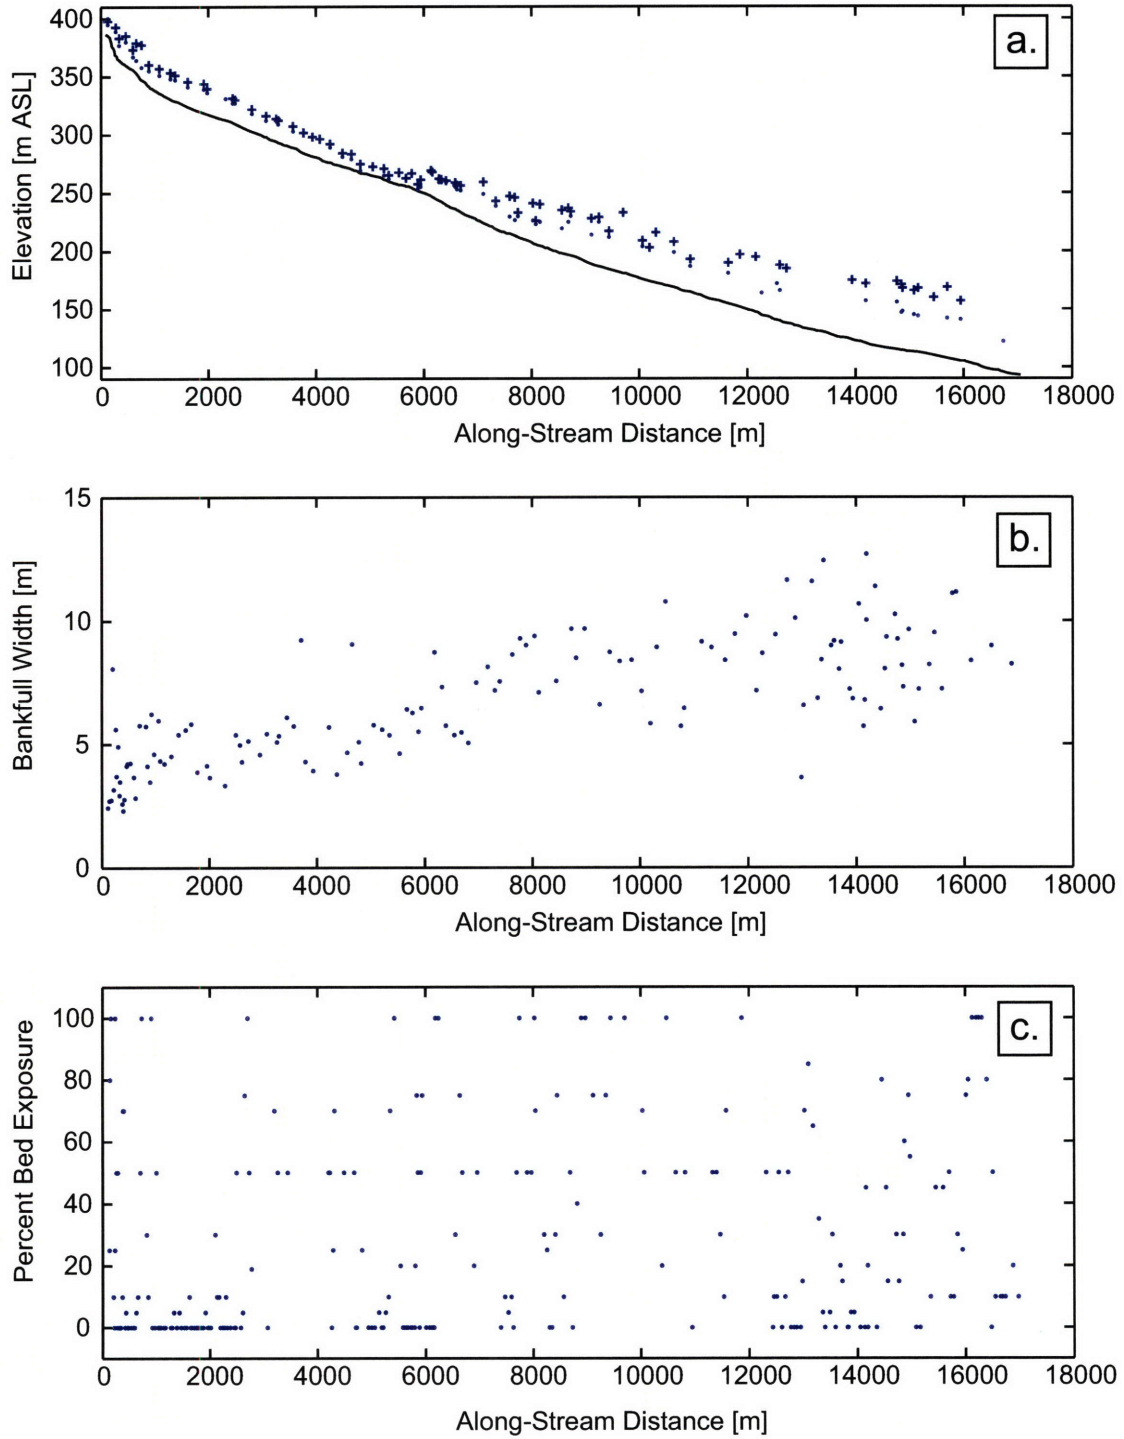 a.
400
350
300
250
200
150
100
Elevation [m ASL]
0 2000 4000 6000 8000 10000 12000 14000 16000 18000
Along-Stream Distance [m]
b.
15
10
5
0
Bankfull Width [m]
0 2000 4000 6000 8000 10000 12000 14000 16000 18000
Along-Stream Distance [m]
c.
100
80
60
40
20
0
Percent Bed Exposure
0 2000 4000 6000 8000 10000 12000 14000 16000 18000
Along-Stream Distance [m]